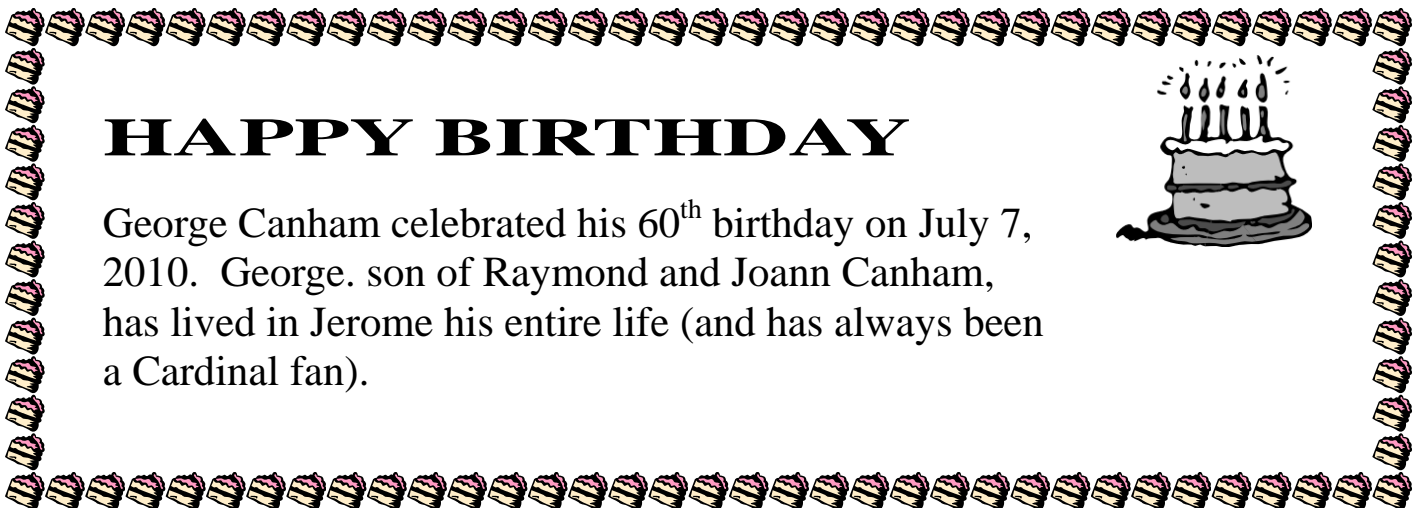 HAPPY BIRTHDAY
George Canham celebrated his 60th birthday on July 7,
2010.  George. son of Raymond and Joann Canham,
has lived in Jerome his entire life (and has always been
a Cardinal fan).